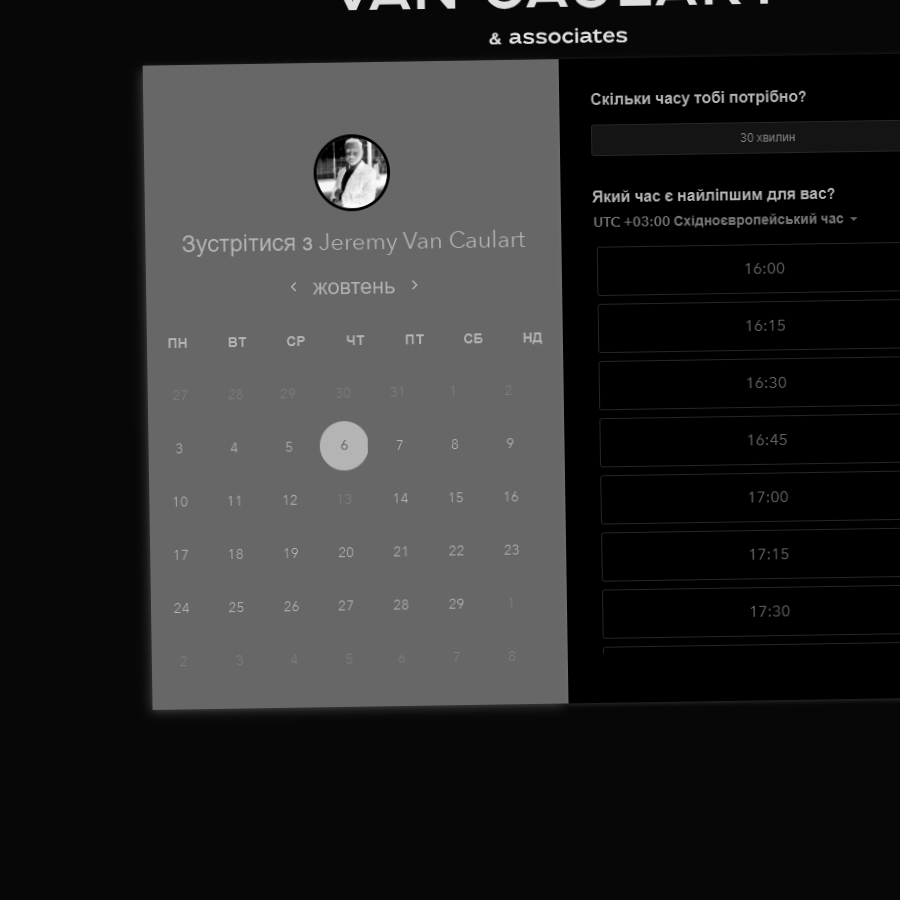 VAN CAULART
& associates
Зустрітися з Jeremy Van Caulart
жовтень
ПН ВТ СР ЧТ ПТ СБ НД
27 28 29 30 31 1 2
3 4 5 6 7 8 9
10 11 12 13 14 15 16
17 18 19 20 21 22 23
24 25 26 27 28 29 1
2 3 4 5 6 7 8
Скільки часу тобі потрібно?
30 хвилин
Який час є найліпшим для вас?
UTC +03:00 Східноєвропейський час
16:00
16:15
16:30
16:45
17:00
17:15
17:30